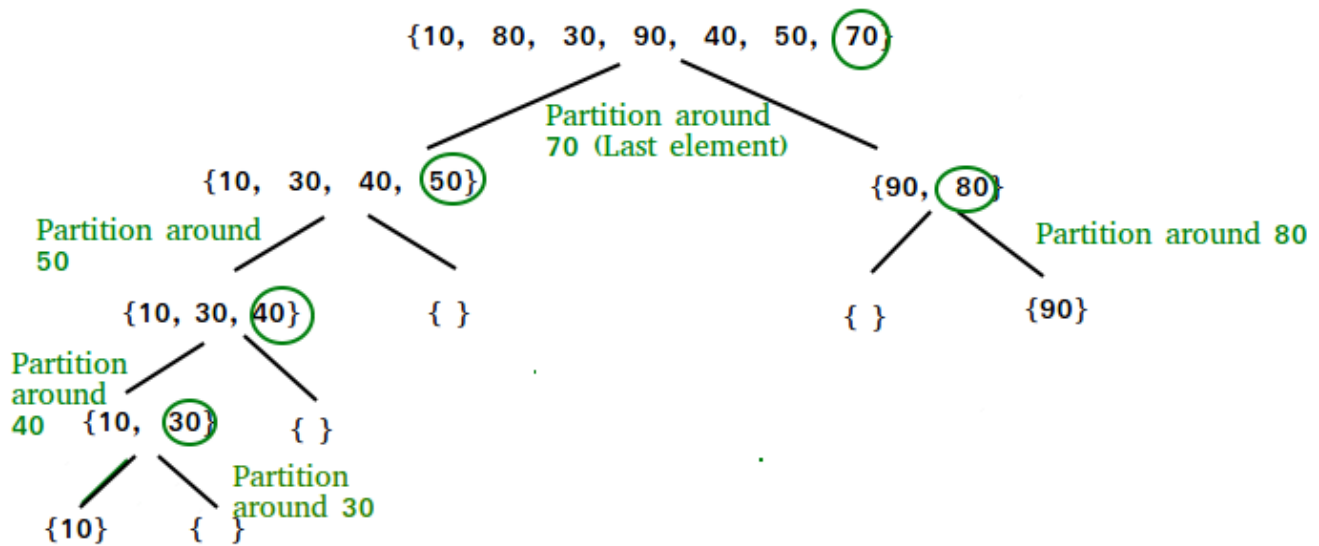 {10, 80, 30, 90, 40, 50, 70}
Partition around
70 (Last element)
{10, 30, 40, 50}
{90, 80}
Partition around
50
Partition around 80
{10, 30, 40}
{ }
{ }
{90}
Partition
around
40
{10, 30}
{ }
Partition
around 30
{10}
{ }